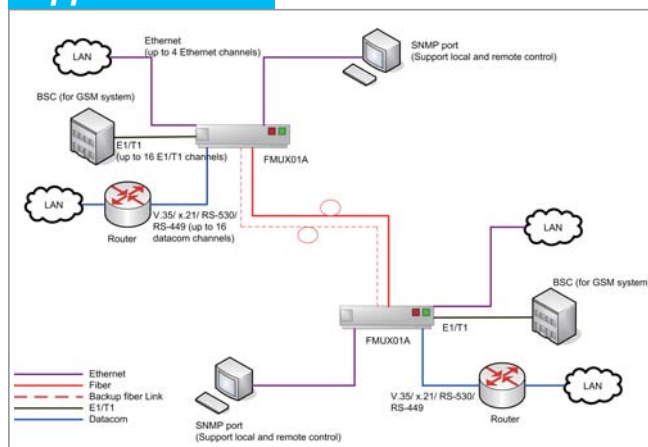 Ethernet
(up to 4 Ethernet channels)
SNMP port
(Support local and remote control)
LAN
BSC (for GSM system)
E1/T1
(up to 16 E1/T1 channels)
FMUX01A
LAN
V.35/ x.21/ RS-530/
RS-449 (up to 16
datacom channels)
Router
LAN
BSC (for GSM system)
E1/T1
FMUX01A
Ethernet
Fiber
Backup fiber Link
E1/T1
Datacom
SNMP port
(Support local and remote control)
V.35/ x.21/ RS-530/
RS-449
Router
LAN